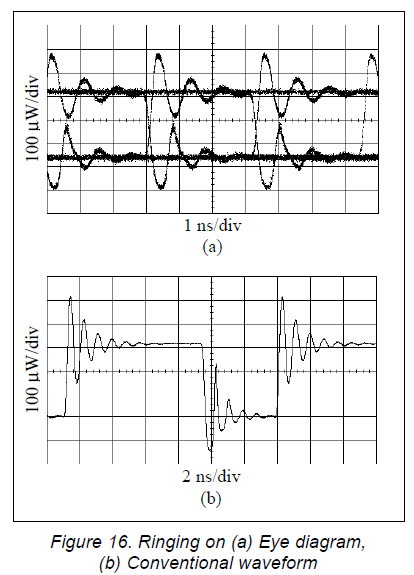 100 µW/div
1 ns/div
(a)
100 µW/div
2 ns/div
(b)
Figure 16. Ringing on (a) Eye diagram,
(b) Conventional waveform